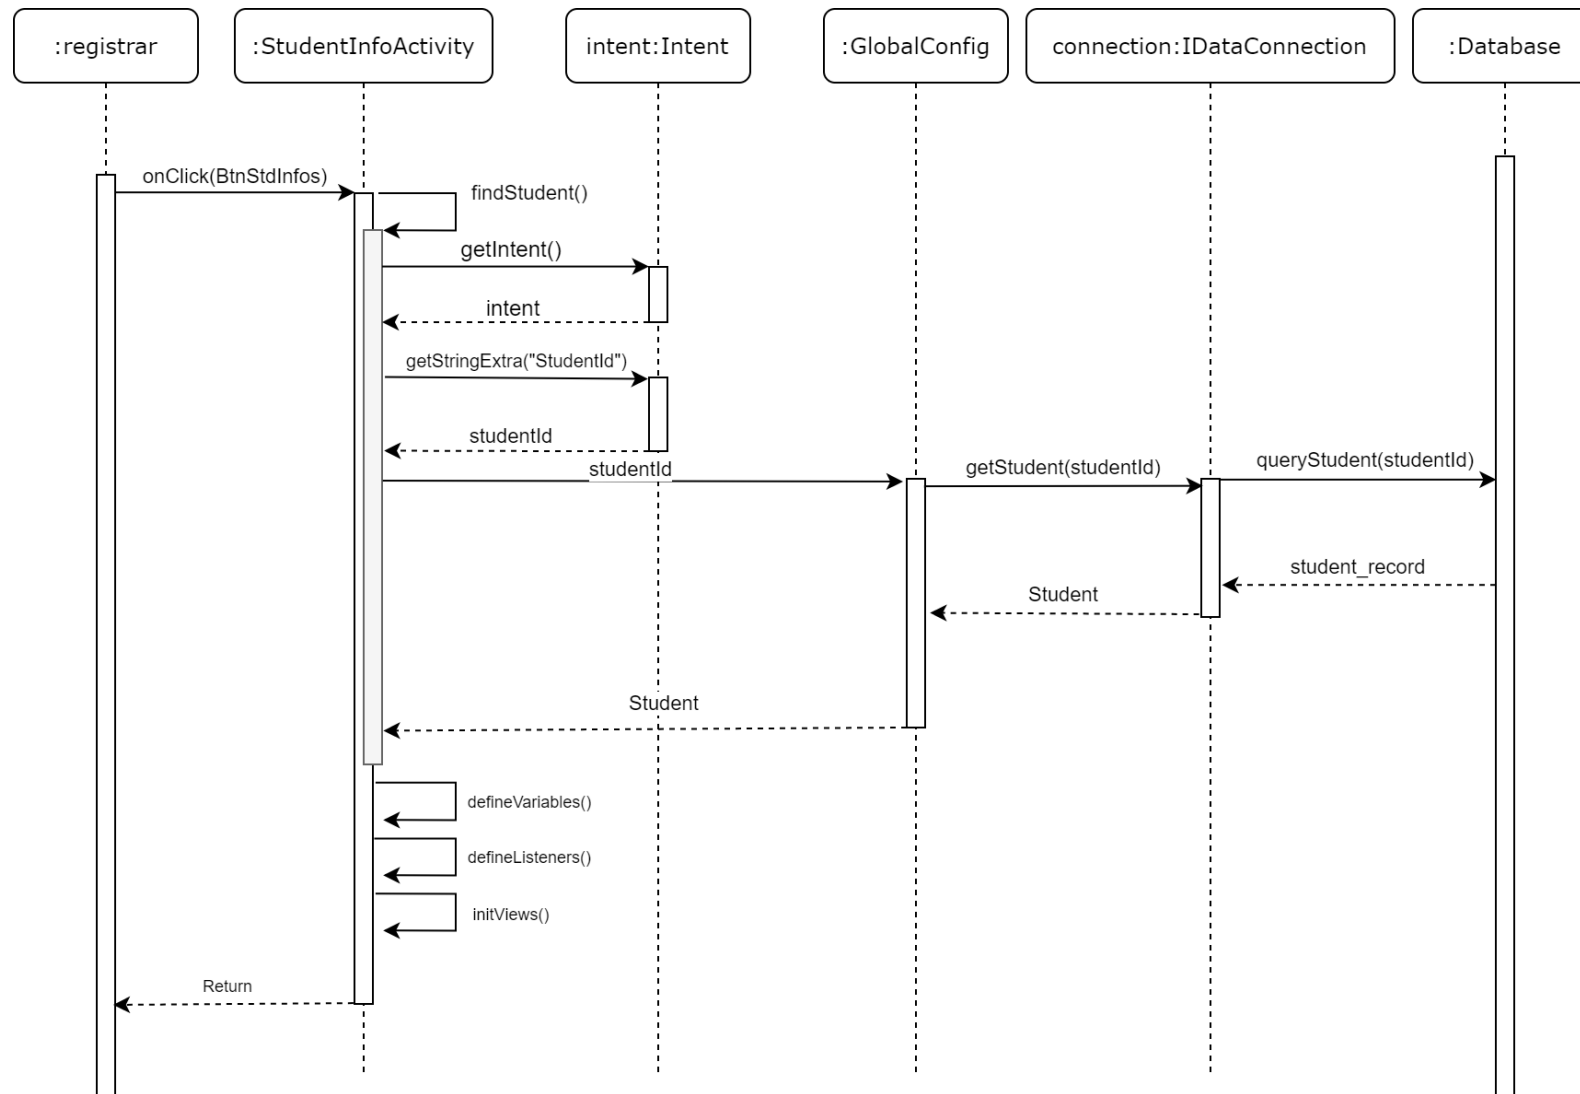 :registrar
:StudentInfoActivity
intent:Intent
:GlobalConfig
connection:IDataConnection
:Database
onClick(BtnStdInfos)
findStudent()
getIntent()
intent
getStringExtra("StudentId")
studentId
studentId
getStudent(studentId)
queryStudent(studentId)
student_record
Student
Student
defineVariables()
defineListeners()
initViews()
Return